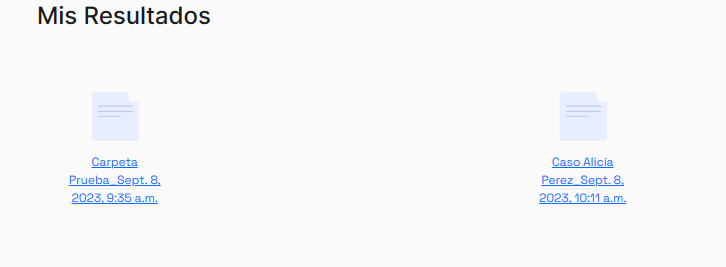 Mis Resultados
Carpeta
Prueba_Sept. 8,
2023, 9:35 a.m.
Caso Alicia
Perez_Sept. 8,
2023, 10:11 a.m.